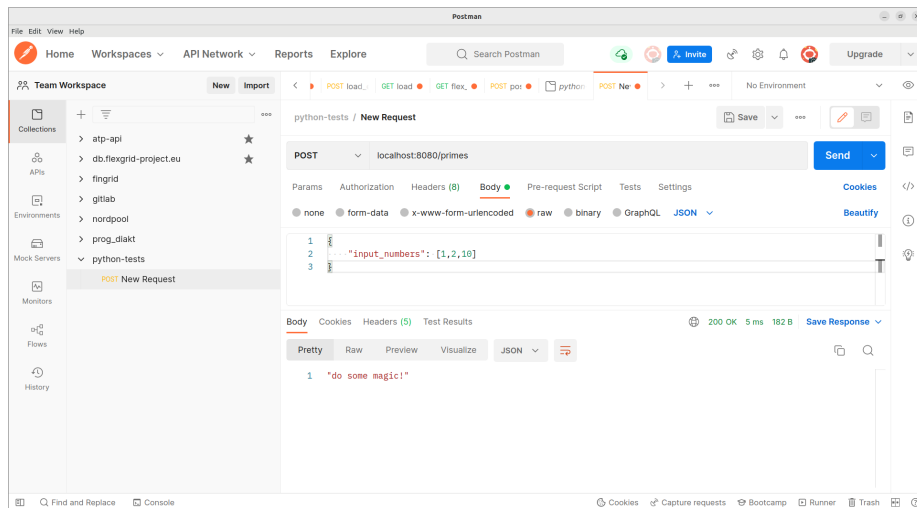 Postman
File Edit View Help
Home Workspaces API Network Reports Explore Search Postman Invite Upgrade
Team Workspace New Import POST load_ GET load GET flex_ POST pos python POST Ne No Environment
Collections
APIs
Environments
Mock Servers
Monitors
Flows
History
atp-api
db.flexgrid-project.eu
fingrid
gitlab
nordpool
prog_diakt
python-tests
POST New Request
python-tests / New Request Save
POST localhost:8080/primes Send
Params Authorization Headers (8) Body Pre-request Script Tests Settings Cookies
none form-data x-www-form-urlencoded raw binary GraphQL JSON Beautify
1 {
2 "input_numbers": [1,2,10]
3 }
Body Cookies Headers (5) Test Results 200 OK 5 ms 182 B Save Response
Pretty Raw Preview Visualize JSON
1 "do some magic!"
Find and Replace Console Cookies Capture requests Bootcamp Runner Trash